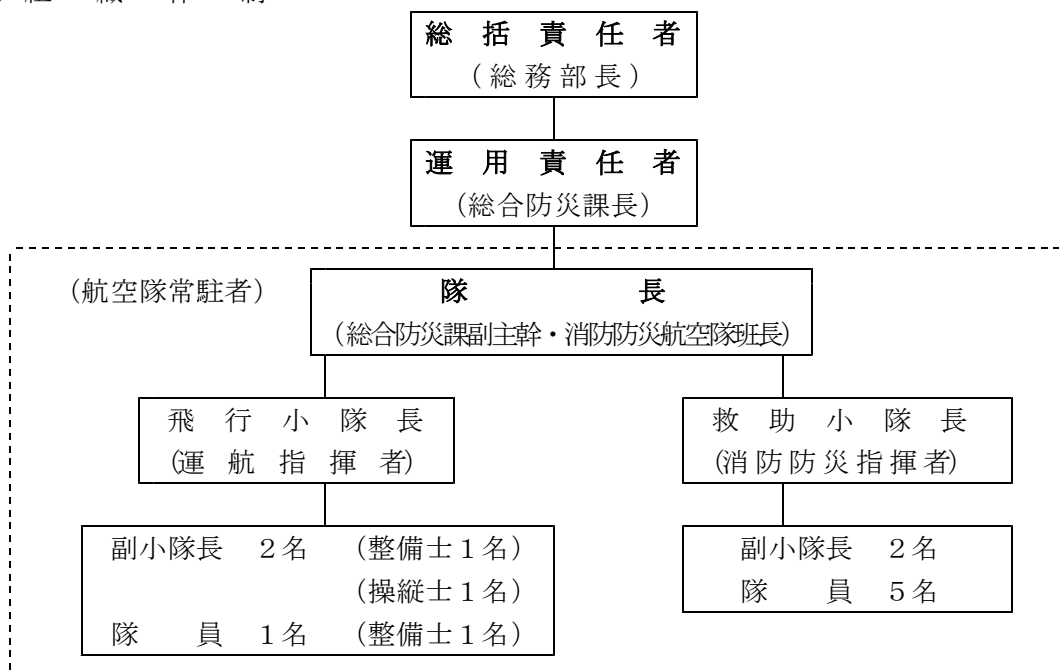 総括責任者
(総務部長)
運用責任者
(総合防災課長)
(航空隊常駐者)
隊長
(総合防災課副主幹・消防防災航空隊班長)
飛行小隊長
(運航指揮者)
救助小隊長
(消防防災指揮者)
副小隊長 2名 (整備士1名)
(操縦士1名)
隊員 1名 (整備士1名)
副小隊長 2名
隊員 5名